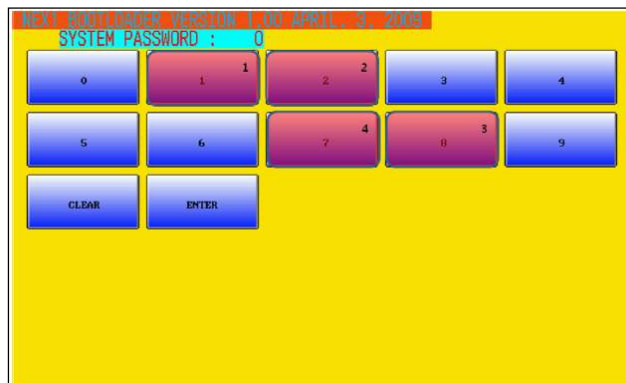 NEXT BOOTLOADER VERSION 1.00 APRIL, 3, 2009
SYSTEM PASSWORD : 0
0 1 1 2 2 3 4
5 6 7 4 8 3 9
CLEAR ENTER